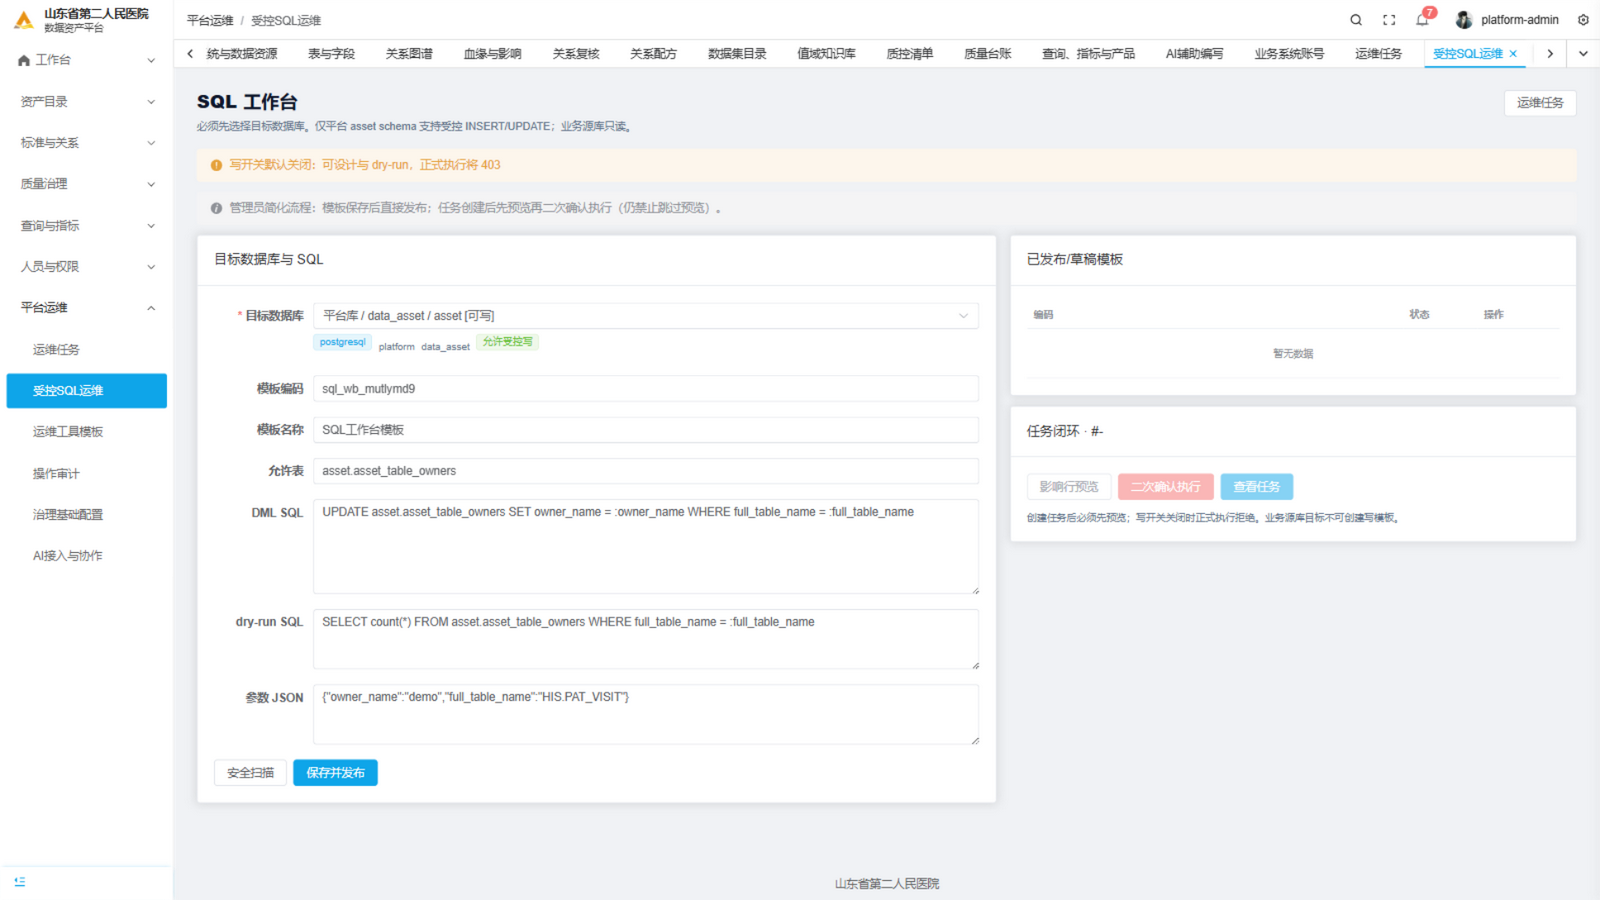 山东省第二人民医院
数据资产平台
平台运维 / 受控SQL运维
7
platform-admin
统与数据资源 表与字段 关系图谱 血缘与影响 关系复核 关系配方 数据集目录 值域知识库 质控清单 质量台账 查询、指标与产品 AI辅助编写 业务系统账号 运维任务 受控SQL运维
工作台
资产目录
标准与关系
质量治理
查询与指标
人员与权限
平台运维
运维任务
受控SQL运维
运维工具模板
操作审计
治理基础配置
AI接入与协作
SQL 工作台
运维任务
必须先选择目标数据库。仅平台 asset schema 支持受控 INSERT/UPDATE；业务源库只读。
写开关默认关闭：可设计与 dry-run，正式执行将 403
管理员简化流程：模板保存后直接发布；任务创建后先预览再二次确认执行（仍禁止跳过预览）。
目标数据库与 SQL
* 目标数据库 平台库 / data_asset / asset [可写]
postgresql platform data_asset 允许受控写
模板编码 sql_wb_mutlymd9
模板名称 SQL工作台模板
允许表 asset.asset_table_owners
DML SQL UPDATE asset.asset_table_owners SET owner_name = :owner_name WHERE full_table_name = :full_table_name
dry-run SQL SELECT count(*) FROM asset.asset_table_owners WHERE full_table_name = :full_table_name
参数 JSON {"owner_name":"demo","full_table_name":"HIS.PAT_VISIT"}
安全扫描 保存并发布
已发布/草稿模板
编码 状态 操作
暂无数据
任务闭环 · #-
影响行预览 二次确认执行 查看任务
创建任务后必须先预览；写开关关闭时正式执行拒绝。业务源库目标不可创建写模板。
山东省第二人民医院